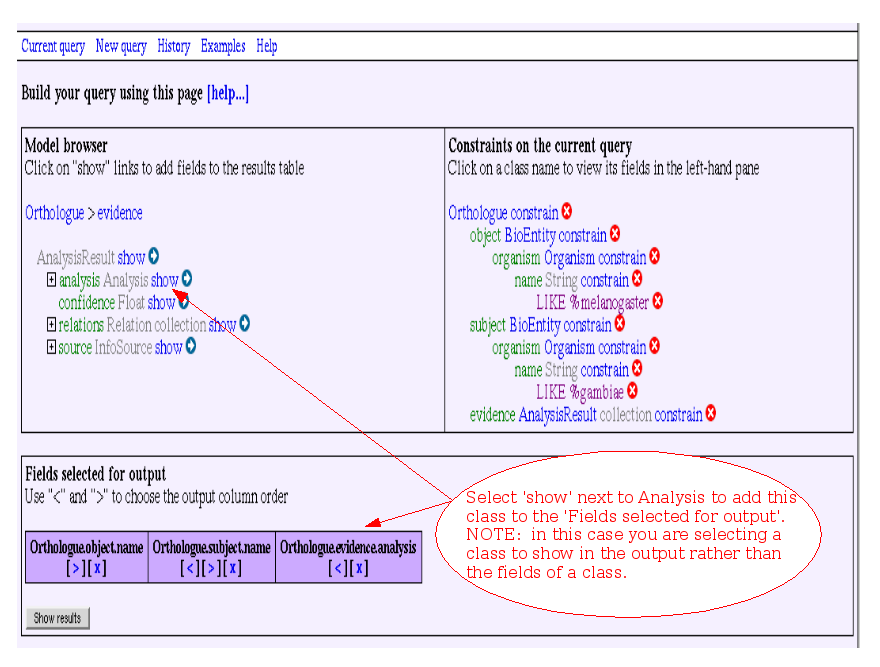 Current query New query History Examples Help
Build your query using this page [help...]
Model browser
Click on "show" links to add fields to the results table
Orthologue > evidence
AnalysisResult show
analysis Analysis show
confidence Float show
relations Relation collection show
source InfoSource show
Constraints on the current query
Click on a class name to view its fields in the left-hand pane
Orthologue constrain
object BioEntity constrain
organism Organism constrain
name String constrain
LIKE %melanogaster
subject BioEntity constrain
organism Organism constrain
name String constrain
LIKE %gambiae
evidence AnalysisResult collection constrain
Fields selected for output
Use "<" and ">" to choose the output column order
Orthologue.object.name Orthologue.subject.name Orthologue.evidence.analysis
[>][x] [<][>][x] [<][x]
Show results
Select 'show' next to Analysis to add this
class to the 'Fields selected for output'.
NOTE: in this case you are selecting a
class to show in the output rather than
the fields of a class.